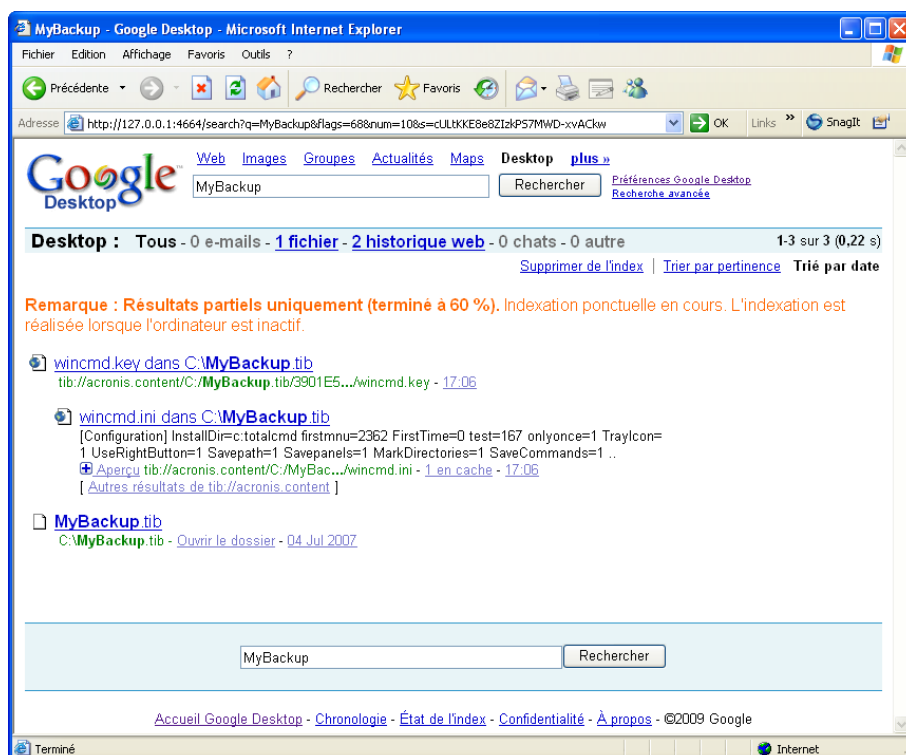 MyBackup - Google Desktop - Microsoft Internet Explorer
Fichier Edition Affichage Favoris Outils ?
Précédente Rechercher Favoris
Adresse http://127.0.0.1:4664/search?q=MyBackup&flags=68&num=10&s=cULtKKE8e8ZIzkPS7MWD-xvACkw OK Links » SnagIt
Web Images Groupes Actualités Maps Desktop plus »
Google Desktop
MyBackup Rechercher Préférences Google Desktop
Recherche avancée
Desktop : Tous - 0 e-mails - 1 fichier - 2 historique web - 0 chats - 0 autre 1-3 sur 3 (0,22 s)
Supprimer de l'index | Trier par pertinence Trié par date
Remarque : Résultats partiels uniquement (terminé à 60 %). Indexation ponctuelle en cours. L'indexation est
réalisée lorsque l'ordinateur est inactif.
wincmd.key dans C:\MyBackup.tib
tib://acronis.content/C:/MyBackup.tib/3901E5.../wincmd.key - 17:06
wincmd.ini dans C:\MyBackup.tib
[Configuration] InstallDir=c:totalcmd firstmnu=2362 FirstTime=0 test=167 onlyonce=1 TrayIcon=
1 UseRightButton=1 Savepath=1 Savepanels=1 MarkDirectories=1 SaveCommands=1 ..
Aperçu tib://acronis.content/C:/MyBac.../wincmd.ini - 1 en cache - 17:06
[ Autres résultats de tib://acronis.content ]
MyBackup.tib
C:\MyBackup.tib - Ouvrir le dossier - 04 Jul 2007
MyBackup Rechercher
Accueil Google Desktop - Chronologie - État de l'index - Confidentialité - À propos - ©2009 Google
Terminé Internet